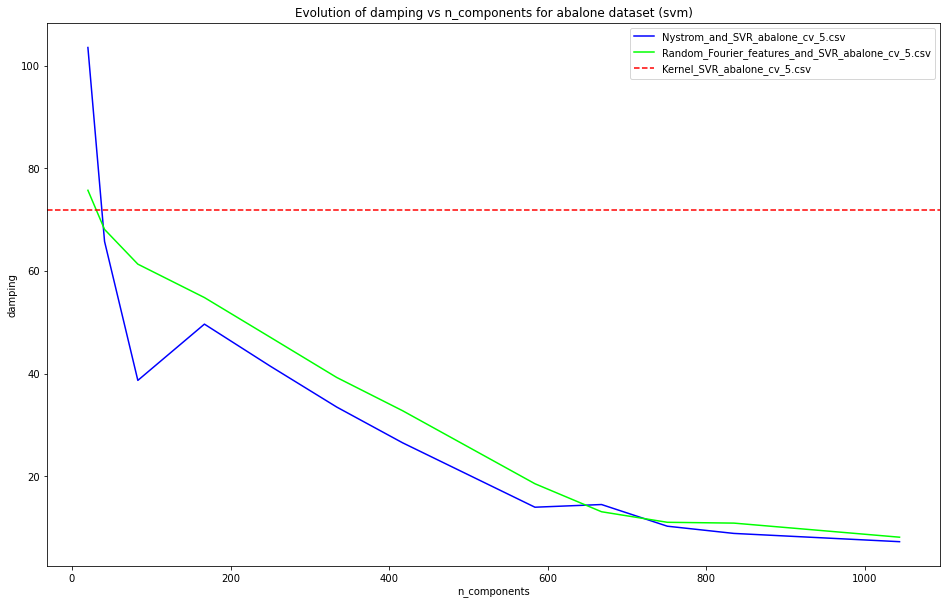 Evolution of damping vs n_components for abalone dataset (svm)
Nystrom_and_SVR_abalone_cv_5.csv
Random_Fourier_features_and_SVR_abalone_cv_5.csv
Kernel_SVR_abalone_cv_5.csv
100
80
60
40
20
damping
0 200 400 600 800 1000
n_components